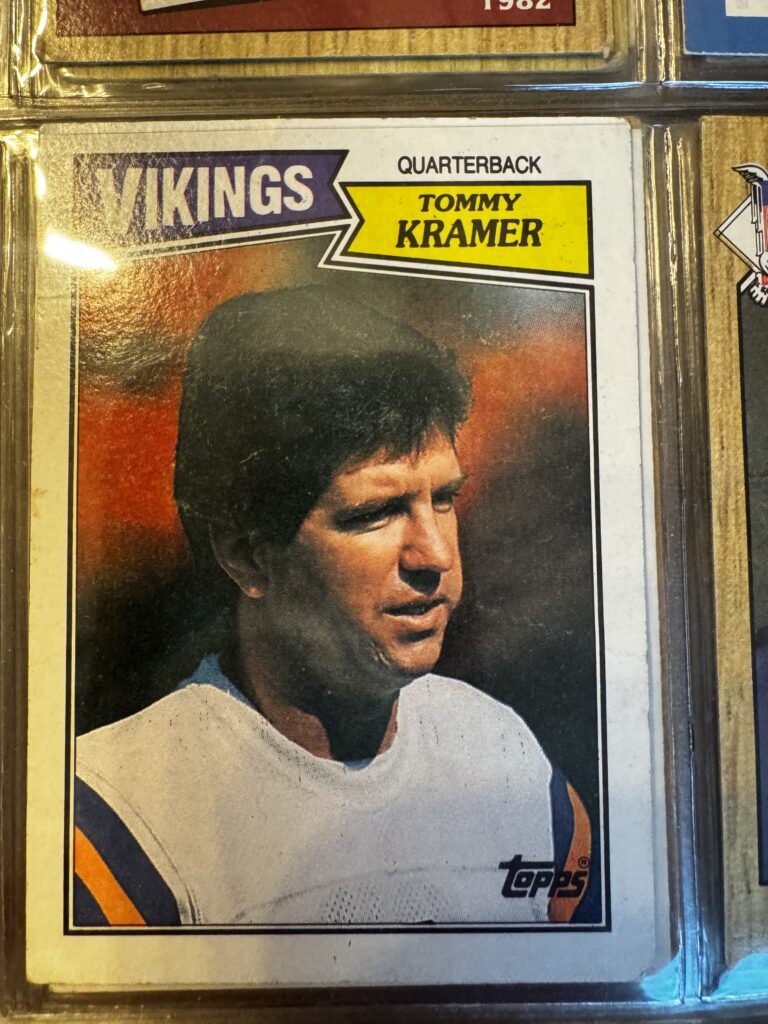 1982
VIKINGS
QUARTERBACK
TOMMY
KRAMER
topps®